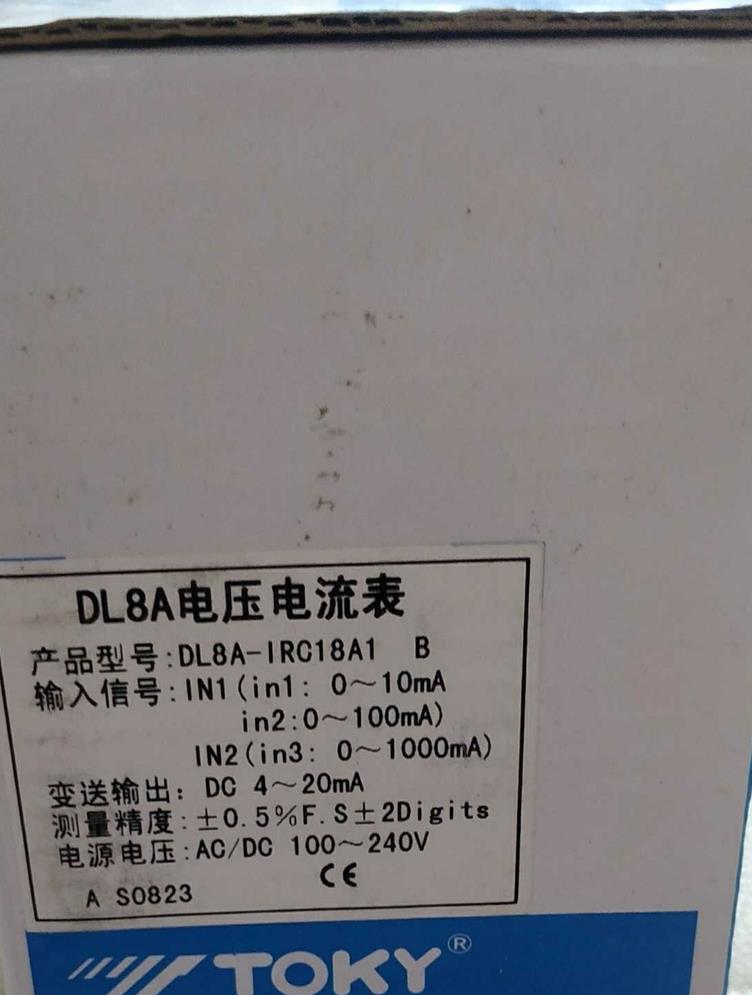 DL8A电压电流表
产品型号:DL8A-IRC18A1 B
输入信号:IN1(in1: 0~10mA
in2:0~100mA)
IN2(in3: 0~1000mA)
变送输出: DC 4~20mA
测量精度:±0.5%F.S±2Digits
电源电压:AC/DC 100~240V
CE
A S0823
TOKY®